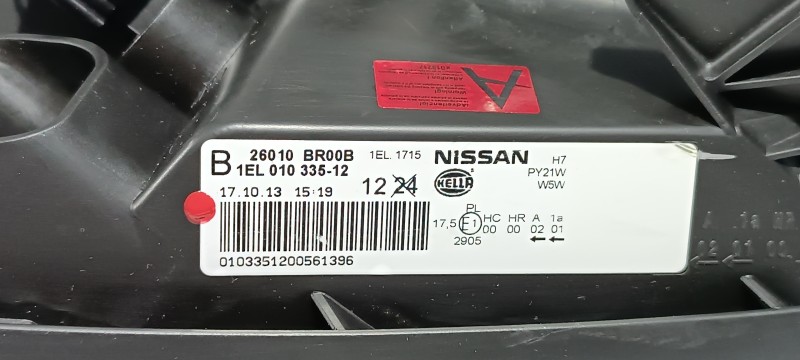 B 26010 BR00B 1EL. 1715 NISSAN H7
1EL 010 335-12 PY21W
17.10.13 15:19 12 24 HELLA W5W
PL
17,5 E1 HC HR A 1a
00 00 02 01
2905
0103351200561396